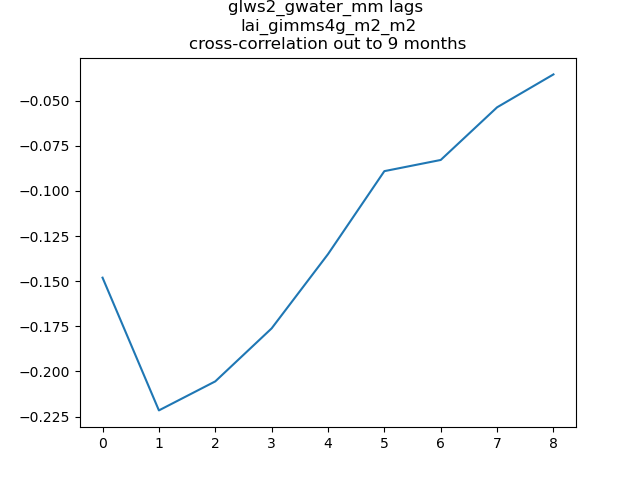 glws2_gwater_mm lags
lai_gimms4g_m2_m2
cross-correlation out to 9 months
−0.050
−0.075
−0.100
−0.125
−0.150
−0.175
−0.200
−0.225
0 1 2 3 4 5 6 7 8